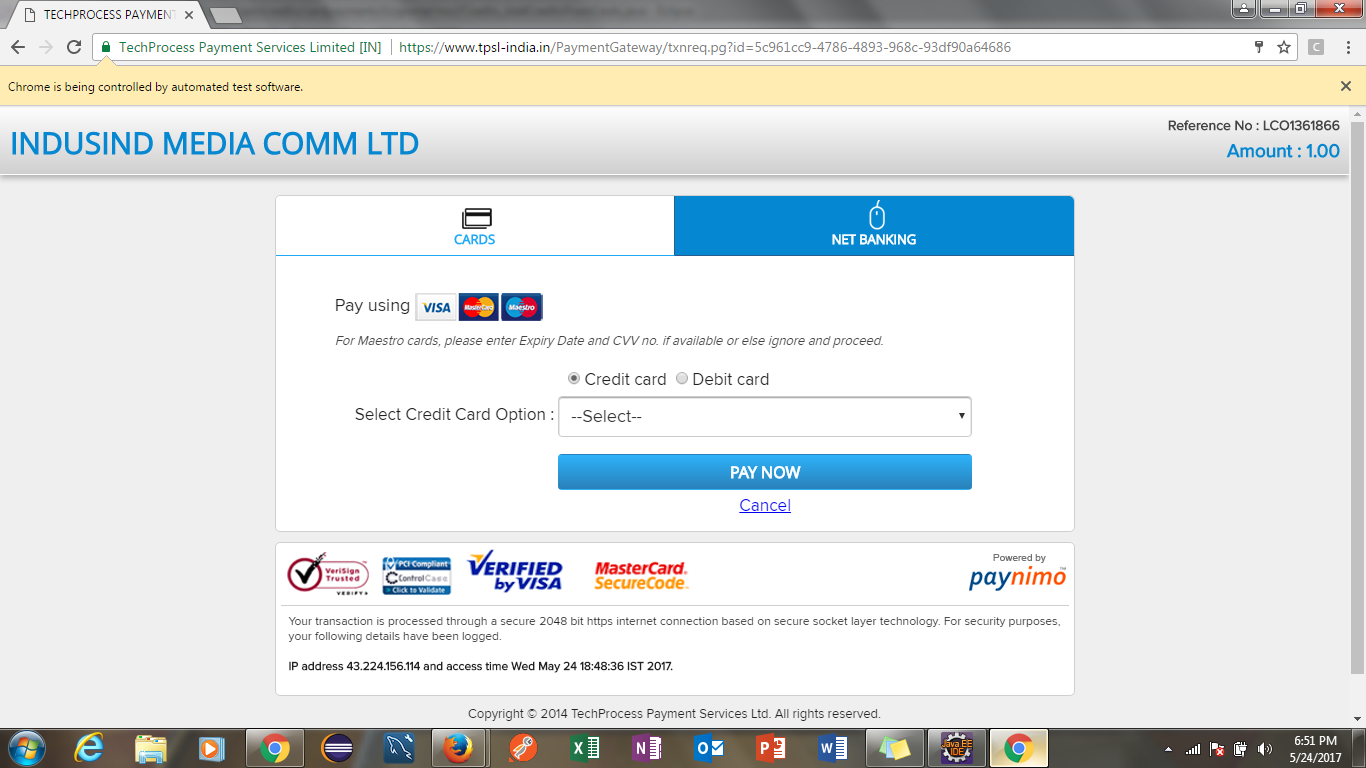 TECHPROCESS PAYMENT
TechProcess Payment Services Limited [IN]
https://www.tpsl-india.in/PaymentGateway/txnreq.pg?id=5c961cc9-4786-4893-968c-93df90a64686
C
Chrome is being controlled by automated test software.
INDUSIND MEDIA COMM LTD
Reference No : LCO1361866
Amount : 1.00
CARDS
NET BANKING
Pay using VISA MasterCard Maestro
For Maestro cards, please enter Expiry Date and CVV no. if available or else ignore and proceed.
Credit card Debit card
Select Credit Card Option : --Select--
PAY NOW
Cancel
VeriSign
Trusted
VERIFY
PCI Compliant
ControlCase
Click to Validate
VERIFIED
by VISA
MasterCard.
SecureCode.
Powered by
paynimo
Your transaction is processed through a secure 2048 bit https internet connection based on secure socket layer technology. For security purposes,
your following details have been logged.
IP address 43.224.156.114 and access time Wed May 24 18:48:36 IST 2017.
Copyright © 2014 TechProcess Payment Services Ltd. All rights reserved.
Java EE
IDE
6:51 PM
5/24/2017